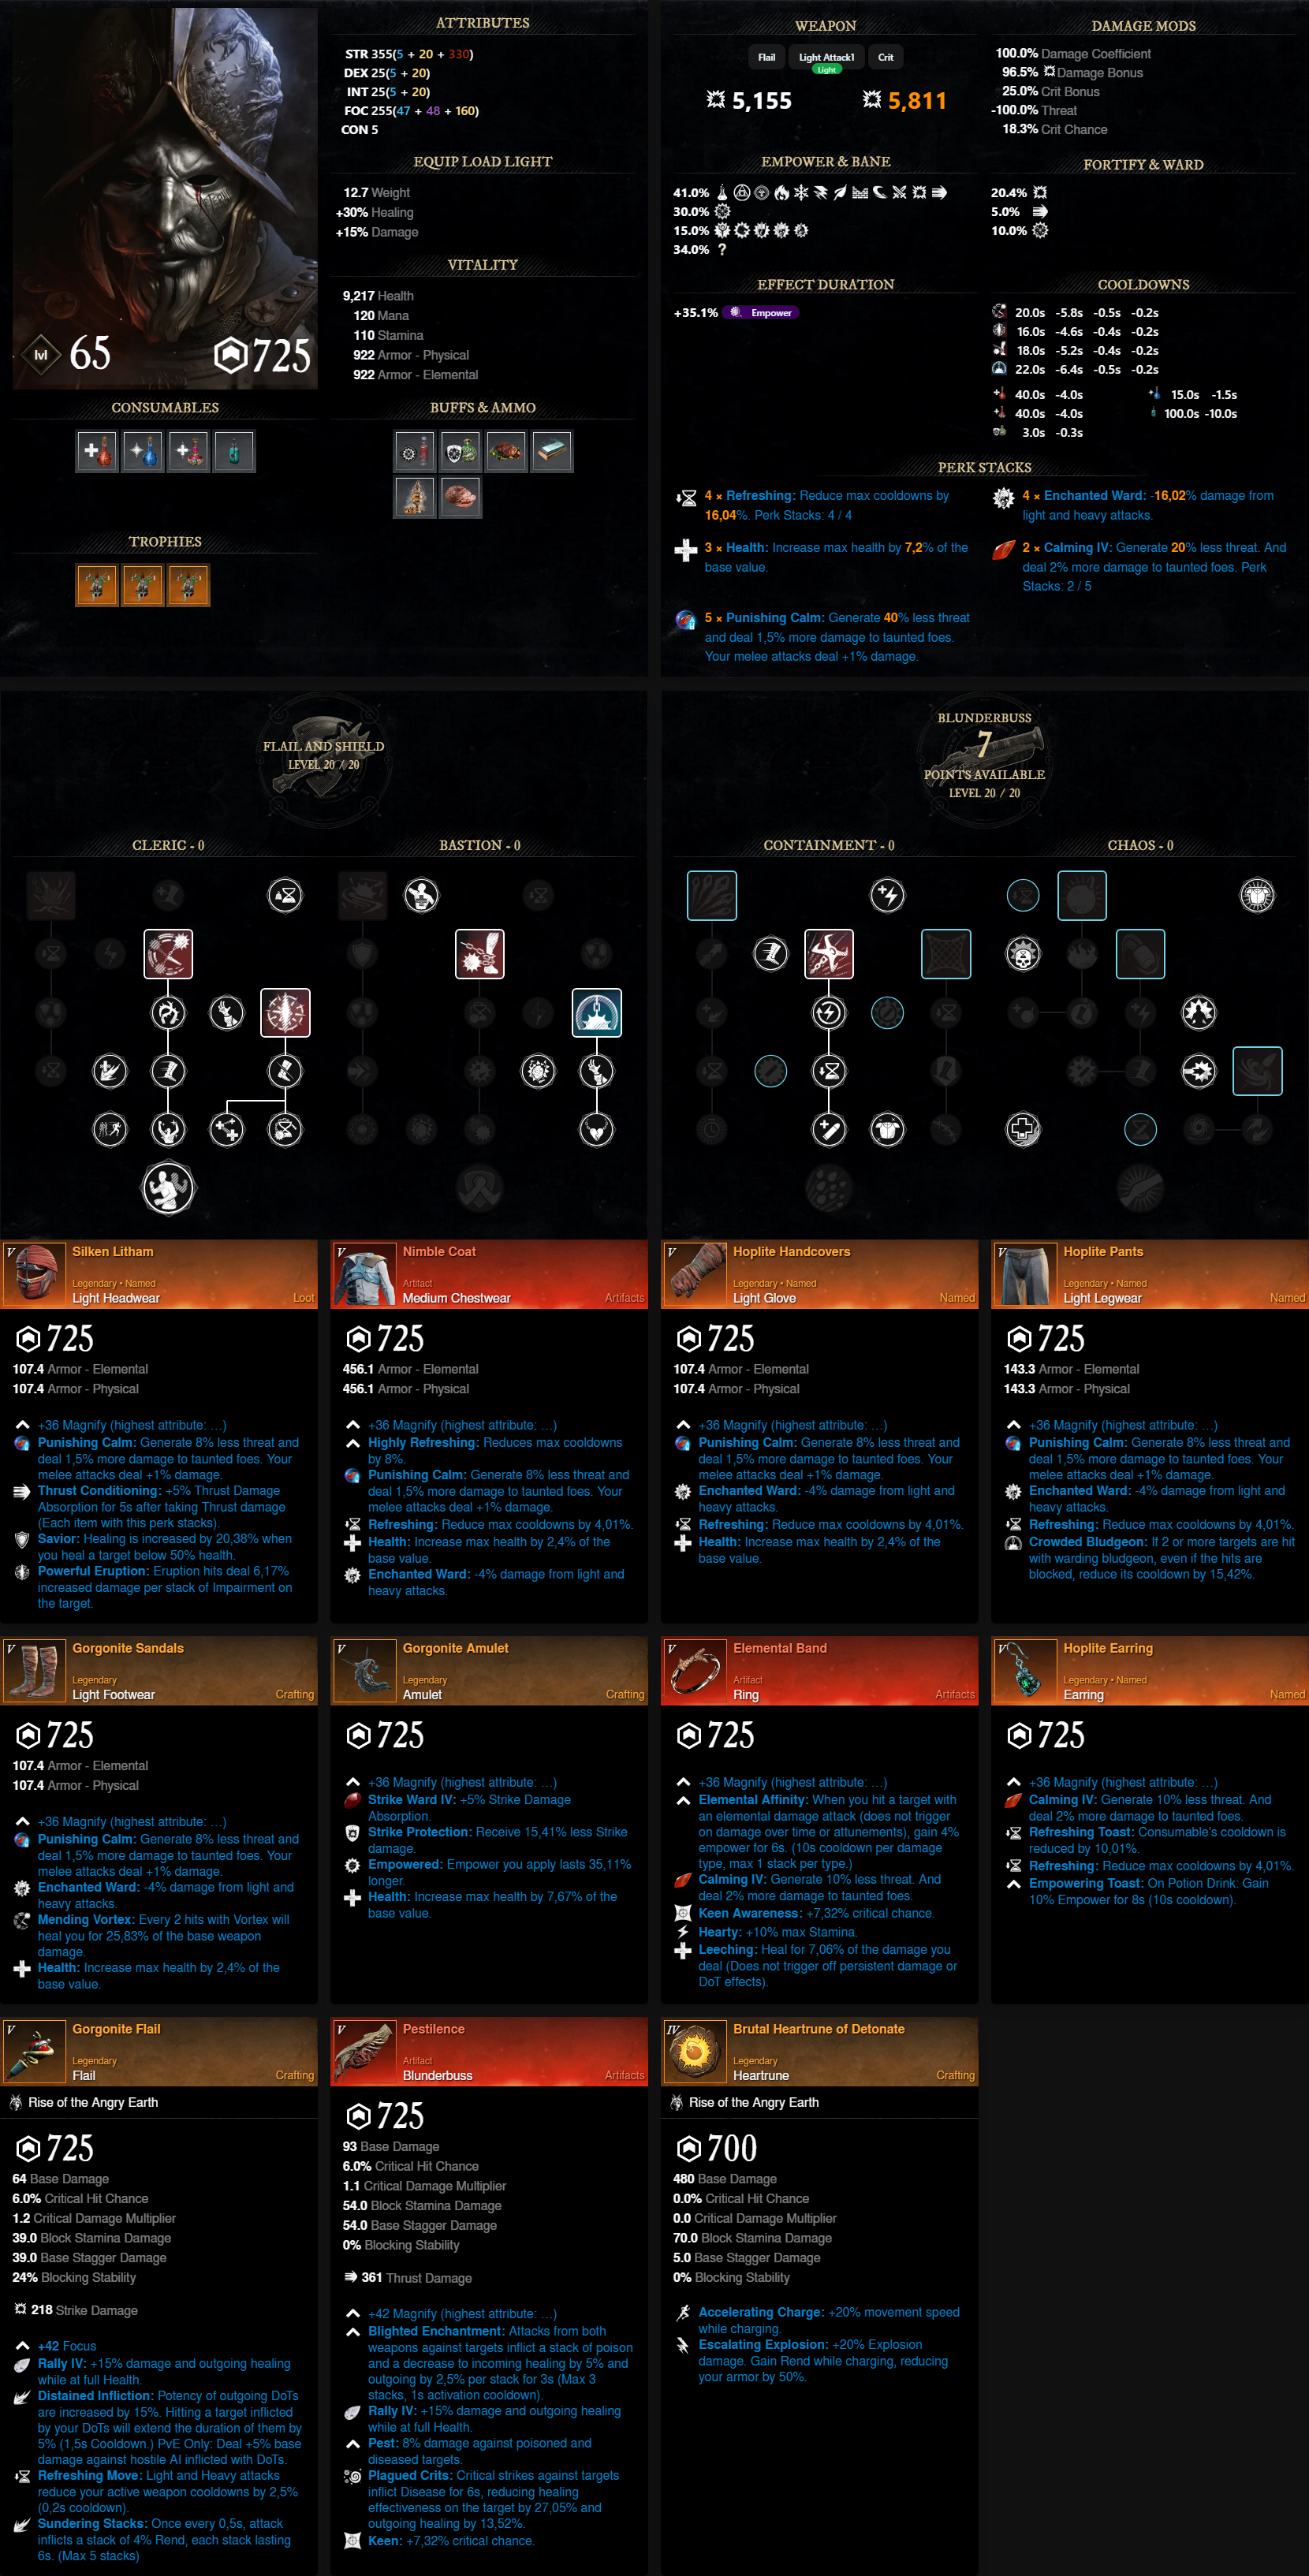 ATTRIBUTES
STR 355(5 + 20 + 330)
DEX 25(5 + 20)
INT 25(5 + 20)
FOC 255(47 + 48 + 160)
CON 5
EQUIP LOAD LIGHT
12.7 Weight
+30% Healing
+15% Damage
VITALITY
9,217 Health
120 Mana
110 Stamina
922 Armor - Physical
922 Armor - Elemental
lvl 65
725
CONSUMABLES
BUFFS & AMMO
TROPHIES
WEAPON
Flail Light Attack1 Crit
Light
5,155 5,811
DAMAGE MODS
100.0% Damage Coefficient
96.5% Damage Bonus
25.0% Crit Bonus
-100.0% Threat
18.3% Crit Chance
EMPOWER & BANE
41.0%
30.0%
15.0%
34.0% ?
FORTIFY & WARD
20.4%
5.0%
10.0%
EFFECT DURATION
+35.1% Empower
COOLDOWNS
20.0s -5.8s -0.5s -0.2s
16.0s -4.6s -0.4s -0.2s
18.0s -5.2s -0.4s -0.2s
22.0s -6.4s -0.5s -0.2s
40.0s -4.0s 15.0s -1.5s
40.0s -4.0s 100.0s -10.0s
3.0s -0.3s
PERK STACKS
4 × Refreshing: Reduce max cooldowns by
16,04%. Perk Stacks: 4 / 4
4 × Enchanted Ward: -16,02% damage from
light and heavy attacks.
3 × Health: Increase max health by 7,2% of the
base value.
2 × Calming IV: Generate 20% less threat. And
deal 2% more damage to taunted foes. Perk
Stacks: 2 / 5
5 × Punishing Calm: Generate 40% less threat
and deal 1,5% more damage to taunted foes.
Your melee attacks deal +1% damage.
FLAIL AND SHIELD
LEVEL 20 / 20
CLERIC - 0
BASTION - 0
BLUNDERBUSS
7
POINTS AVAILABLE
LEVEL 20 / 20
CONTAINMENT - 0
CHAOS - 0
V
Silken Litham
Legendary • Named
Light Headwear
Loot
725
107.4 Armor - Elemental
107.4 Armor - Physical
+36 Magnify (highest attribute: …)
Punishing Calm: Generate 8% less threat and
deal 1,5% more damage to taunted foes. Your
melee attacks deal +1% damage.
Thrust Conditioning: +5% Thrust Damage
Absorption for 5s after taking Thrust damage
(Each item with this perk stacks).
Savior: Healing is increased by 20,38% when
you heal a target below 50% health.
Powerful Eruption: Eruption hits deal 6,17%
increased damage per stack of Impairment on
the target.
V
Nimble Coat
Artifact
Medium Chestwear
Artifacts
725
456.1 Armor - Elemental
456.1 Armor - Physical
+36 Magnify (highest attribute: …)
Highly Refreshing: Reduces max cooldowns
by 8%.
Punishing Calm: Generate 8% less threat and
deal 1,5% more damage to taunted foes. Your
melee attacks deal +1% damage.
Refreshing: Reduce max cooldowns by 4,01%.
Health: Increase max health by 2,4% of the
base value.
Enchanted Ward: -4% damage from light and
heavy attacks.
V
Hoplite Handcovers
Legendary • Named
Light Glove
Named
725
107.4 Armor - Elemental
107.4 Armor - Physical
+36 Magnify (highest attribute: …)
Punishing Calm: Generate 8% less threat and
deal 1,5% more damage to taunted foes. Your
melee attacks deal +1% damage.
Enchanted Ward: -4% damage from light and
heavy attacks.
Refreshing: Reduce max cooldowns by 4,01%.
Health: Increase max health by 2,4% of the
base value.
V
Hoplite Pants
Legendary • Named
Light Legwear
Named
725
143.3 Armor - Elemental
143.3 Armor - Physical
+36 Magnify (highest attribute: …)
Punishing Calm: Generate 8% less threat and
deal 1,5% more damage to taunted foes. Your
melee attacks deal +1% damage.
Enchanted Ward: -4% damage from light and
heavy attacks.
Refreshing: Reduce max cooldowns by 4,01%.
Crowded Bludgeon: If 2 or more targets are hit
with warding bludgeon, even if the hits are
blocked, reduce its cooldown by 15,42%.
V
Gorgonite Sandals
Legendary
Light Footwear
Crafting
725
107.4 Armor - Elemental
107.4 Armor - Physical
+36 Magnify (highest attribute: …)
Punishing Calm: Generate 8% less threat and
deal 1,5% more damage to taunted foes. Your
melee attacks deal +1% damage.
Enchanted Ward: -4% damage from light and
heavy attacks.
Mending Vortex: Every 2 hits with Vortex will
heal you for 25,83% of the base weapon
damage.
Health: Increase max health by 2,4% of the
base value.
V
Gorgonite Amulet
Legendary
Amulet
Crafting
725
+36 Magnify (highest attribute: …)
Strike Ward IV: +5% Strike Damage
Absorption.
Strike Protection: Receive 15,41% less Strike
damage.
Empowered: Empower you apply lasts 35,11%
longer.
Health: Increase max health by 7,67% of the
base value.
V
Elemental Band
Artifact
Ring
Artifacts
725
+36 Magnify (highest attribute: …)
Elemental Affinity: When you hit a target with
an elemental damage attack (does not trigger
on damage over time or attunements), gain 4%
empower for 6s. (10s cooldown per damage
type, max 1 stack per type.)
Calming IV: Generate 10% less threat. And
deal 2% more damage to taunted foes.
Keen Awareness: +7,32% critical chance.
Hearty: +10% max Stamina.
Leeching: Heal for 7,06% of the damage you
deal (Does not trigger off persistent damage or
DoT effects).
V
Hoplite Earring
Legendary • Named
Earring
Named
725
+36 Magnify (highest attribute: …)
Calming IV: Generate 10% less threat. And
deal 2% more damage to taunted foes.
Refreshing Toast: Consumable's cooldown is
reduced by 10,01%.
Refreshing: Reduce max cooldowns by 4,01%.
Empowering Toast: On Potion Drink: Gain
10% Empower for 8s (10s cooldown).
V
Gorgonite Flail
Legendary
Flail
Crafting
Rise of the Angry Earth
725
64 Base Damage
6.0% Critical Hit Chance
1.2 Critical Damage Multiplier
39.0 Block Stamina Damage
39.0 Base Stagger Damage
24% Blocking Stability
218 Strike Damage
+42 Focus
Rally IV: +15% damage and outgoing healing
while at full Health.
Distained Infliction: Potency of outgoing DoTs
are increased by 15%. Hitting a target inflicted
by your DoTs will extend the duration of them by
5% (1,5s Cooldown.) PvE Only: Deal +5% base
damage against hostile AI inflicted with DoTs.
Refreshing Move: Light and Heavy attacks
reduce your active weapon cooldowns by 2,5%
(0,2s cooldown).
Sundering Stacks: Once every 0,5s, attack
inflicts a stack of 4% Rend, each stack lasting
6s. (Max 5 stacks)
V
Pestilence
Artifact
Blunderbuss
Artifacts
725
93 Base Damage
6.0% Critical Hit Chance
1.1 Critical Damage Multiplier
54.0 Block Stamina Damage
54.0 Base Stagger Damage
0% Blocking Stability
361 Thrust Damage
+42 Magnify (highest attribute: …)
Blighted Enchantment: Attacks from both
weapons against targets inflict a stack of poison
and a decrease to incoming healing by 5% and
outgoing by 2,5% per stack for 3s (Max 3
stacks, 1s activation cooldown).
Rally IV: +15% damage and outgoing healing
while at full Health.
Pest: 8% damage against poisoned and
diseased targets.
Plagued Crits: Critical strikes against targets
inflict Disease for 6s, reducing healing
effectiveness on the target by 27,05% and
outgoing healing by 13,52%.
Keen: +7,32% critical chance.
IV
Brutal Heartrune of Detonate
Legendary
Heartrune
Crafting
Rise of the Angry Earth
700
480 Base Damage
0.0% Critical Hit Chance
0.0 Critical Damage Multiplier
70.0 Block Stamina Damage
5.0 Base Stagger Damage
0% Blocking Stability
Accelerating Charge: +20% movement speed
while charging.
Escalating Explosion: +20% Explosion
damage. Gain Rend while charging, reducing
your armor by 50%.